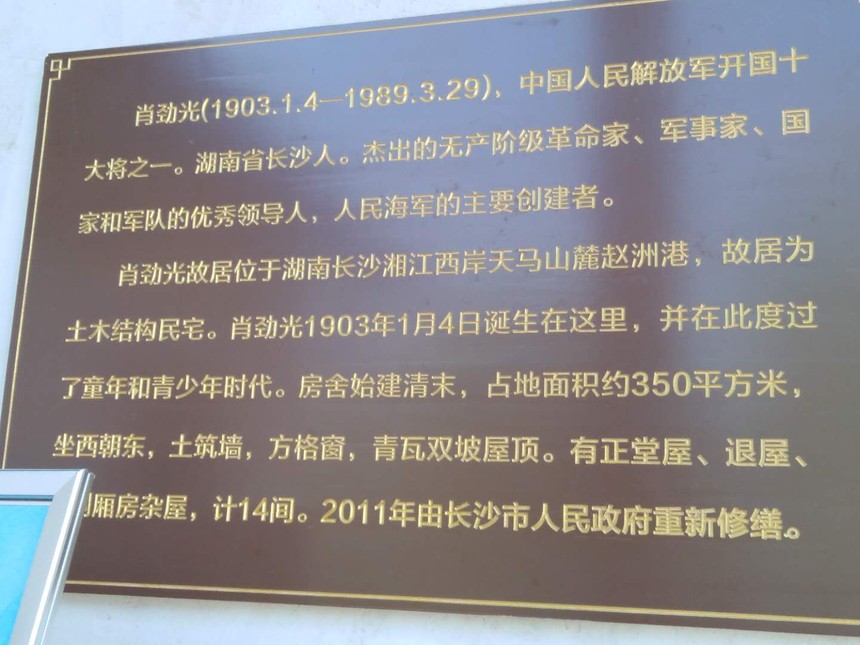 肖劲光(1903.1.4—1989.3.29)，中国人民解放军开国十
大将之一。湖南省长沙人。杰出的无产阶级革命家、军事家、国
家和军队的优秀领导人，人民海军的主要创建者。
肖劲光故居位于湖南长沙湘江西岸天马山麓赵洲港，故居为
土木结构民宅。肖劲光1903年1月4日诞生在这里，并在此度过
了童年和青少年时代。房舍始建清末，占地面积约350平方米，
坐西朝东，土筑墙，方格窗，青瓦双坡屋顶。有正堂屋、退屋、
厢房杂屋，计14间。2011年由长沙市人民政府重新修缮。